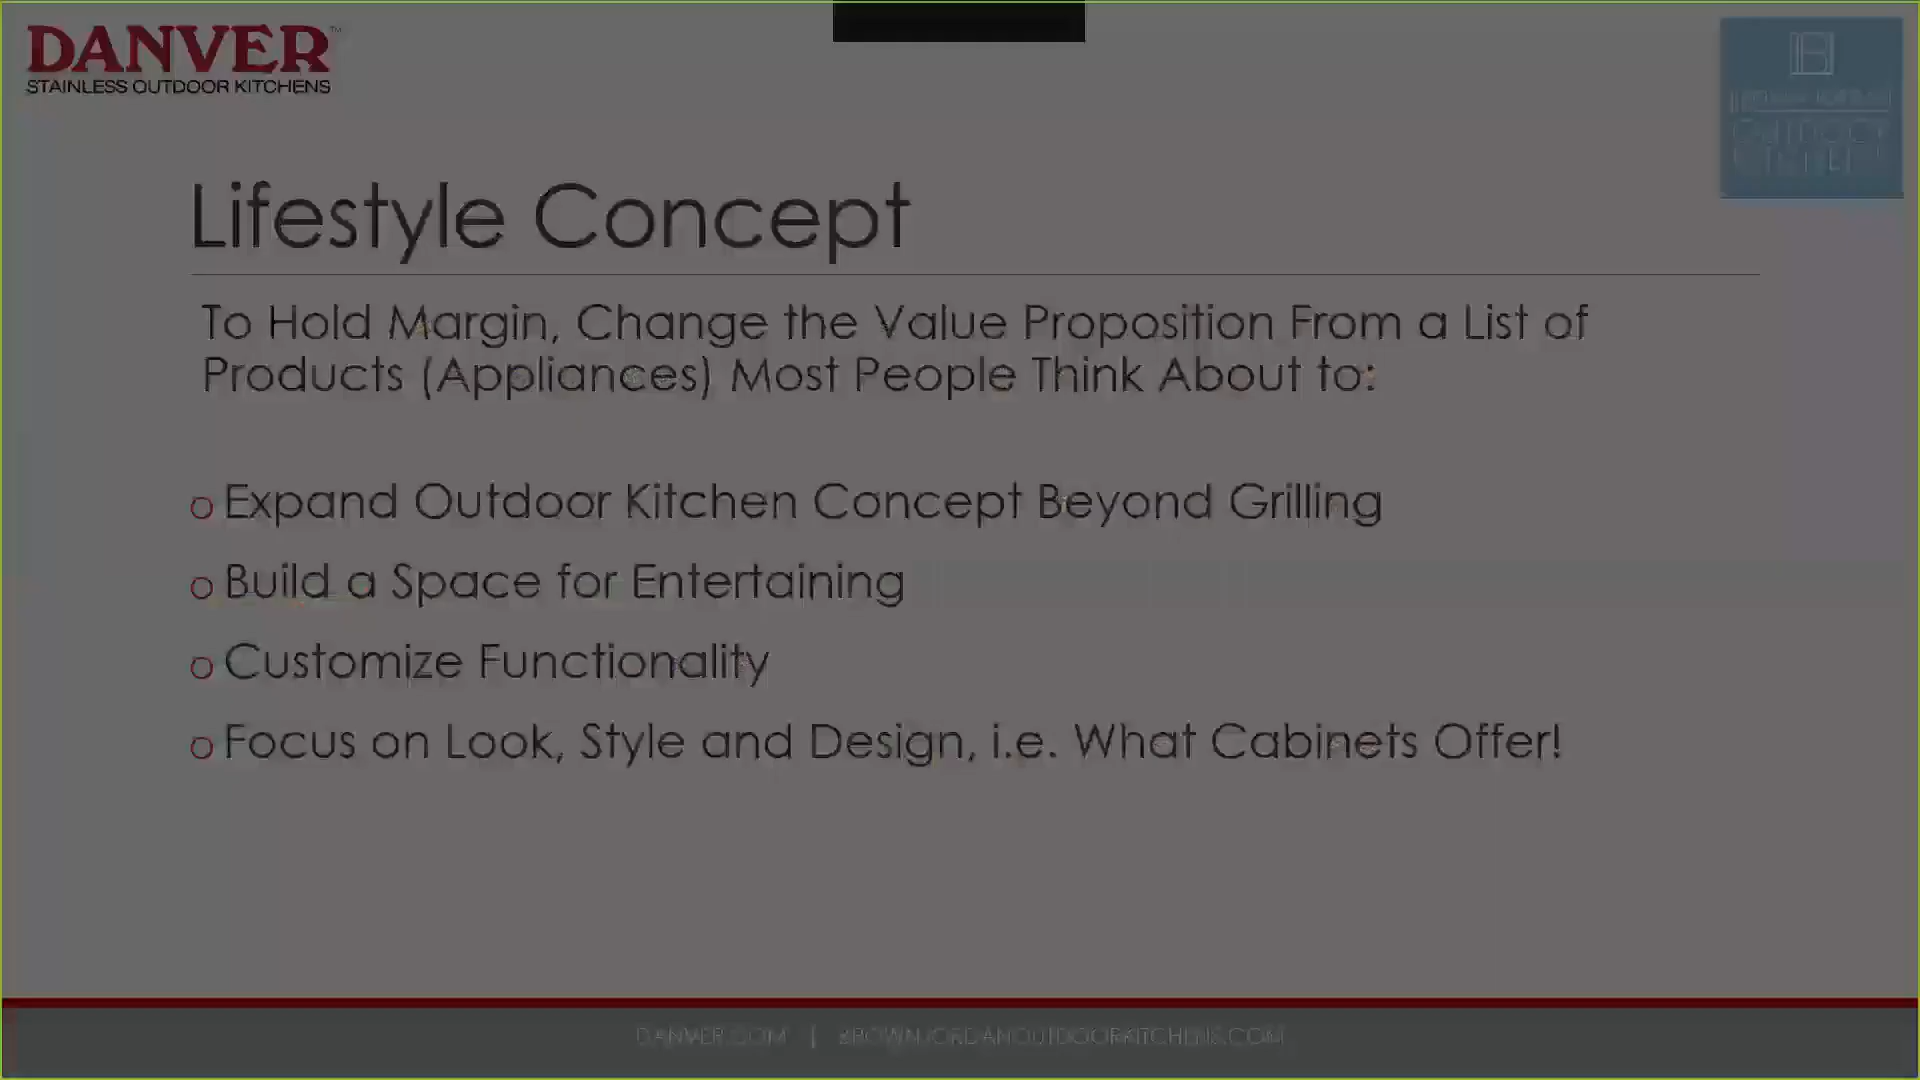 DANVER™
STAINLESS OUTDOOR KITCHENS
Lifestyle Concept
To Hold Margin, Change the Value Proposition From a List of
Products (Appliances) Most People Think About to:
o Expand Outdoor Kitchen Concept Beyond Grilling
o Build a Space for Entertaining
o Customize Functionality
o Focus on Look, Style and Design, i.e. What Cabinets Offer!
DANVER.COM | BROWNJORDANOUTDOORKITCHENS.COM